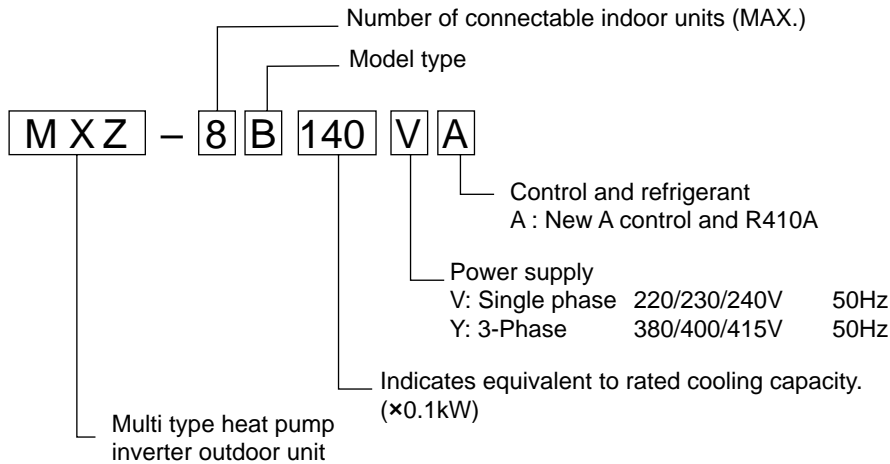 Number of connectable indoor units (MAX.)
Model type
MXZ – 8 B 140 V A
Control and refrigerant
A : New A control and R410A
Power supply
V: Single phase 220/230/240V 50Hz
Y: 3-Phase 380/400/415V 50Hz
Indicates equivalent to rated cooling capacity.
(×0.1kW)
Multi type heat pump
inverter outdoor unit